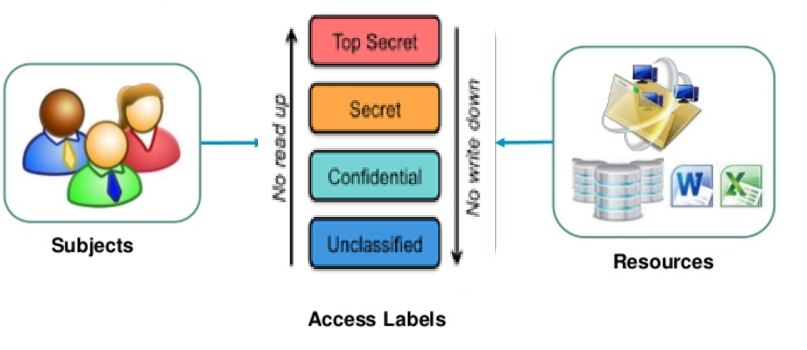 Top Secret
Secret
Confidential
Unclassified
No read up
No write down
W
X
Subjects
Resources
Access Labels